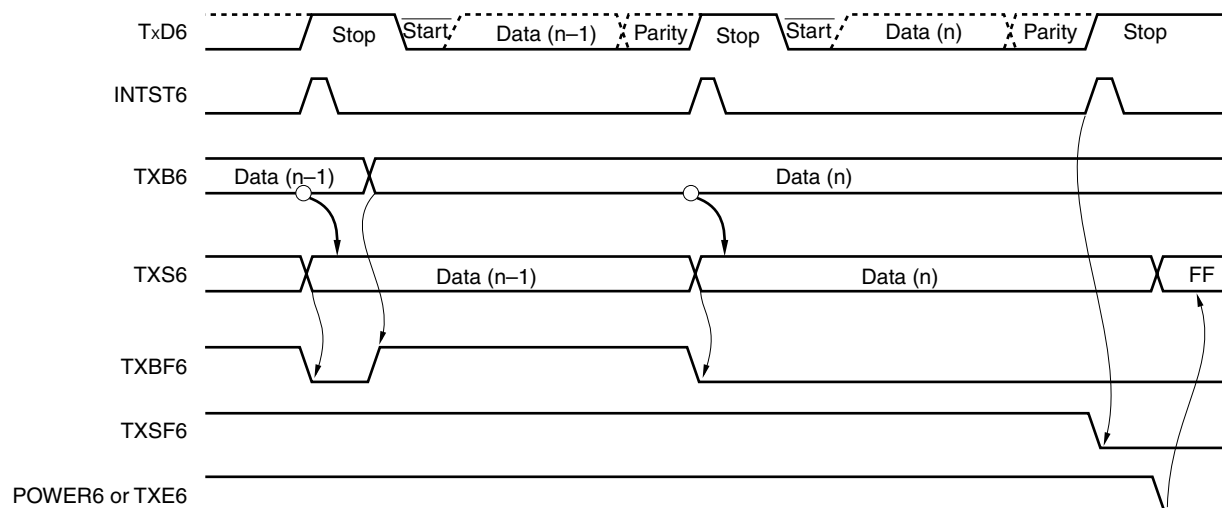 TxD6 Stop Start Data (n–1) Parity Stop Start Data (n) Parity Stop
INTST6
TXB6 Data (n–1) Data (n)
TXS6 Data (n–1) Data (n) FF
TXBF6
TXSF6
POWER6 or TXE6